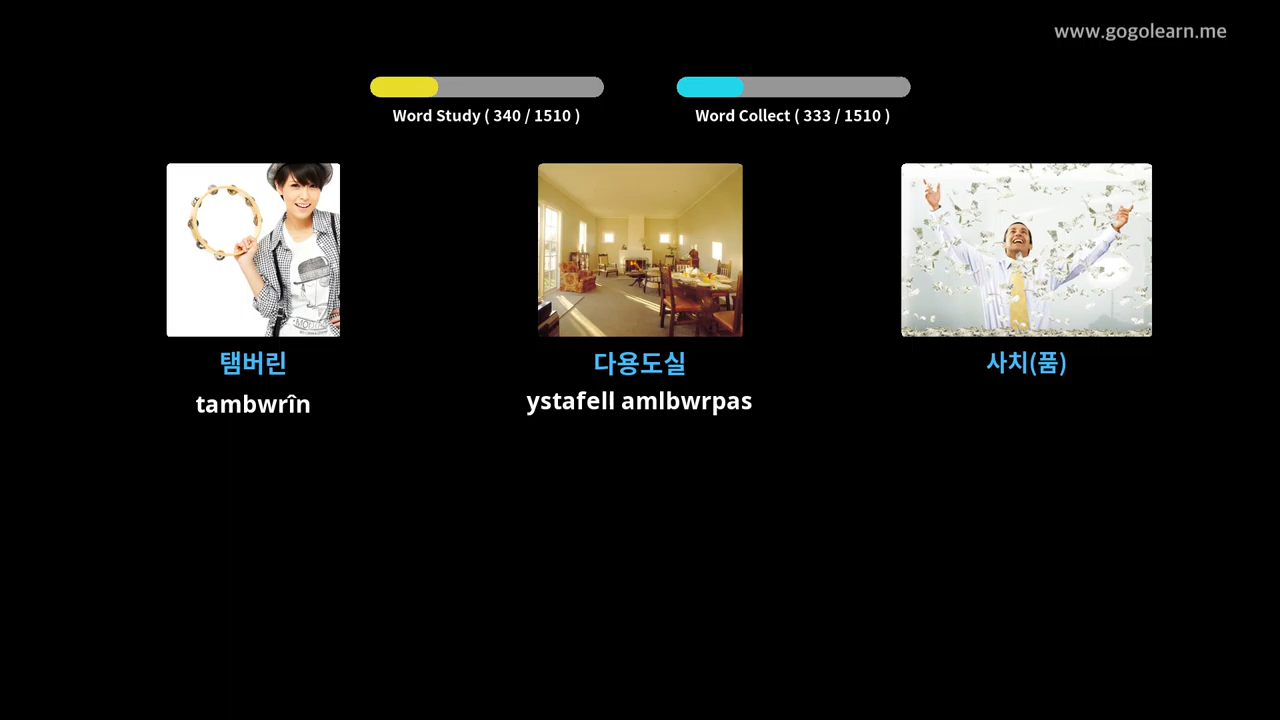 www.gogolearn.me
Word Study ( 340 / 1510 )
Word Collect ( 333 / 1510 )
탬버린
다용도실
사치(품)
tambwrîn
ystafell amlbwrpas